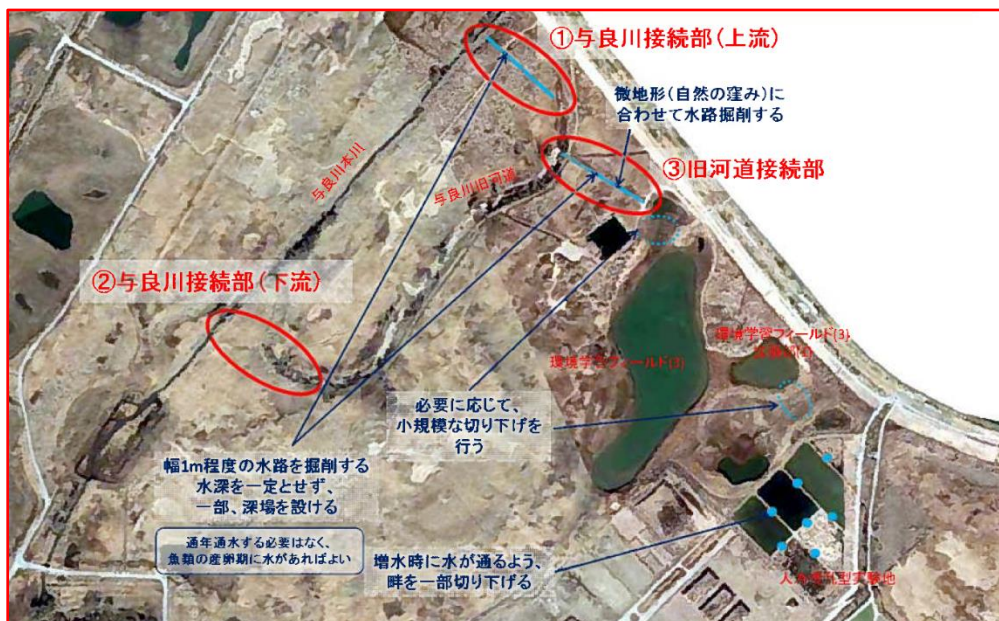 ①与良川接続部(上流)
微地形(自然の窪み)に
合わせて水路掘削する
③旧河道接続部
与良川本川
与良川旧河道
②与良川接続部(下流)
環境学習フィールド(3)
環境学習フィールド(3)
必要に応じて、
小規模な切り下げを
行う
幅1m程度の水路を掘削する
水深を一定とせず、
一部、深場を設ける
通年通水する必要はなく、
魚類の産卵期に水があればよい
増水時に水が通るよう、
畔を一部切り下げる